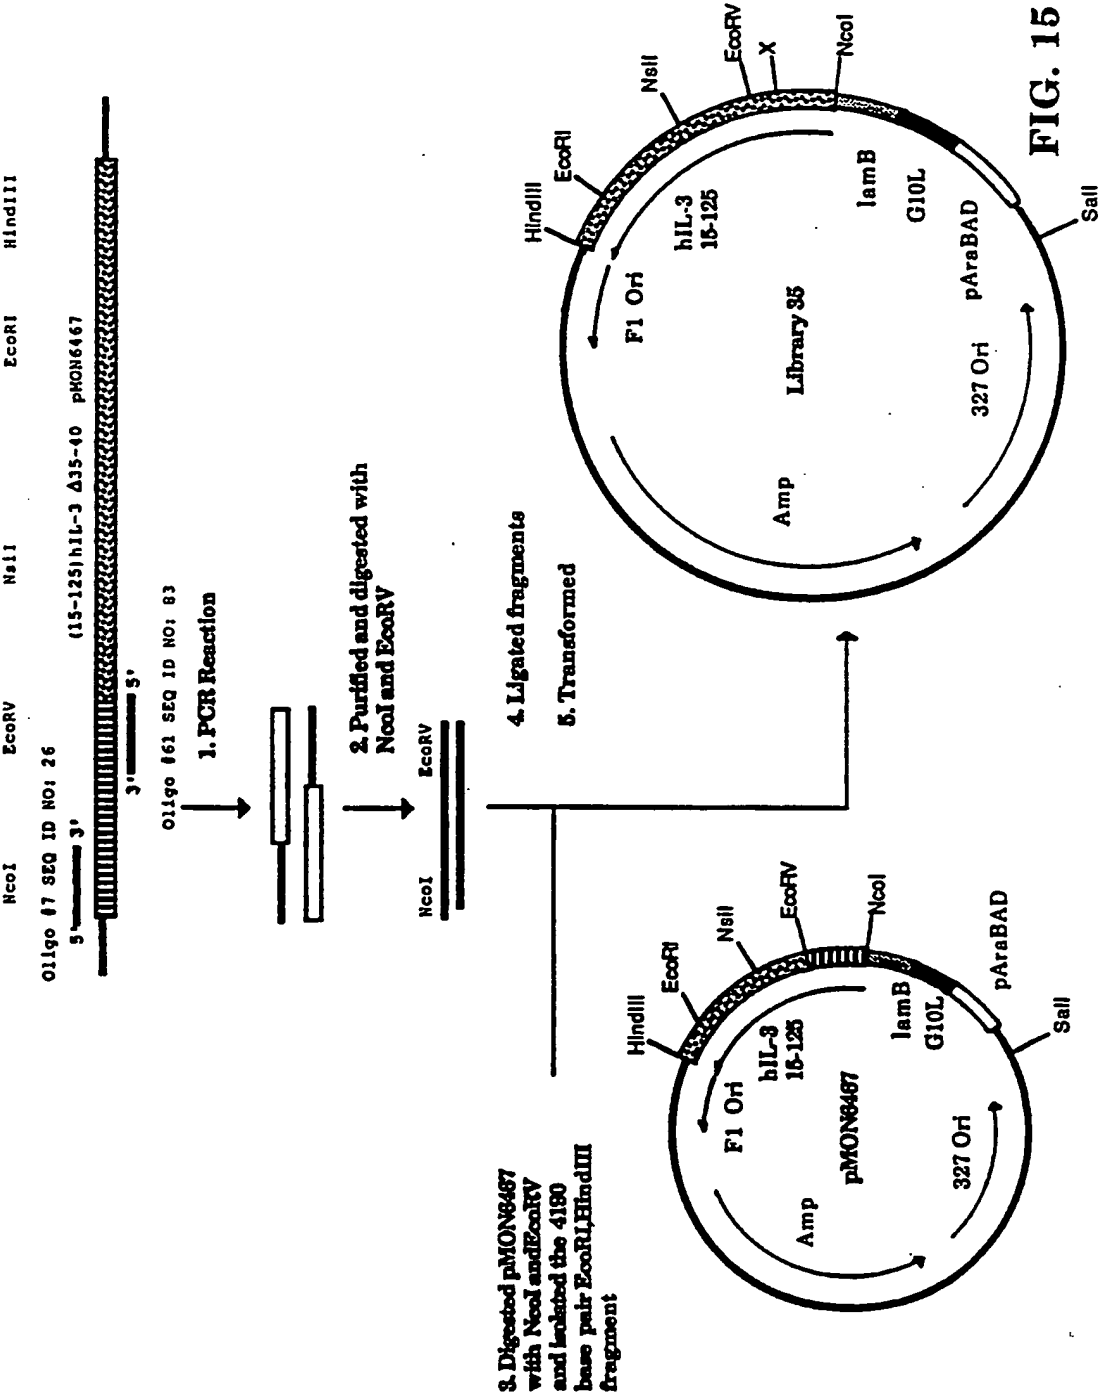 NcoI EcoRV NsiI EcoRI HindIII
Oligo #7 SEQ ID NO: 26
(15-125)hIL-3 Δ35-40 pMON6467
5' 3'
3' 5'
Oligo #61 SEQ ID NO: 83
1. PCR Reaction
2. Purified and digested with
NcoI and EcoRV
NcoI EcoRV
3. Digested pMON6467
with NcoI andEcoRV
and isolated the 4190
base pair EcoRI,HindIII
fragment
4. Ligated fragments
5. Transformed
HindIII
EcoRI
NsiI
EcoRV
NcoI
F1 Ori
hIL-3
15-125
lamB
G10L
pAraBAD
SalI
pMON6467
Amp
327 Ori
HindIII
EcoRI
NsiI
EcoRV
X
NcoI
F1 Ori
hIL-3
15-125
lamB
G10L
pAraBAD
SalI
Library 35
Amp
327 Ori
FIG. 15